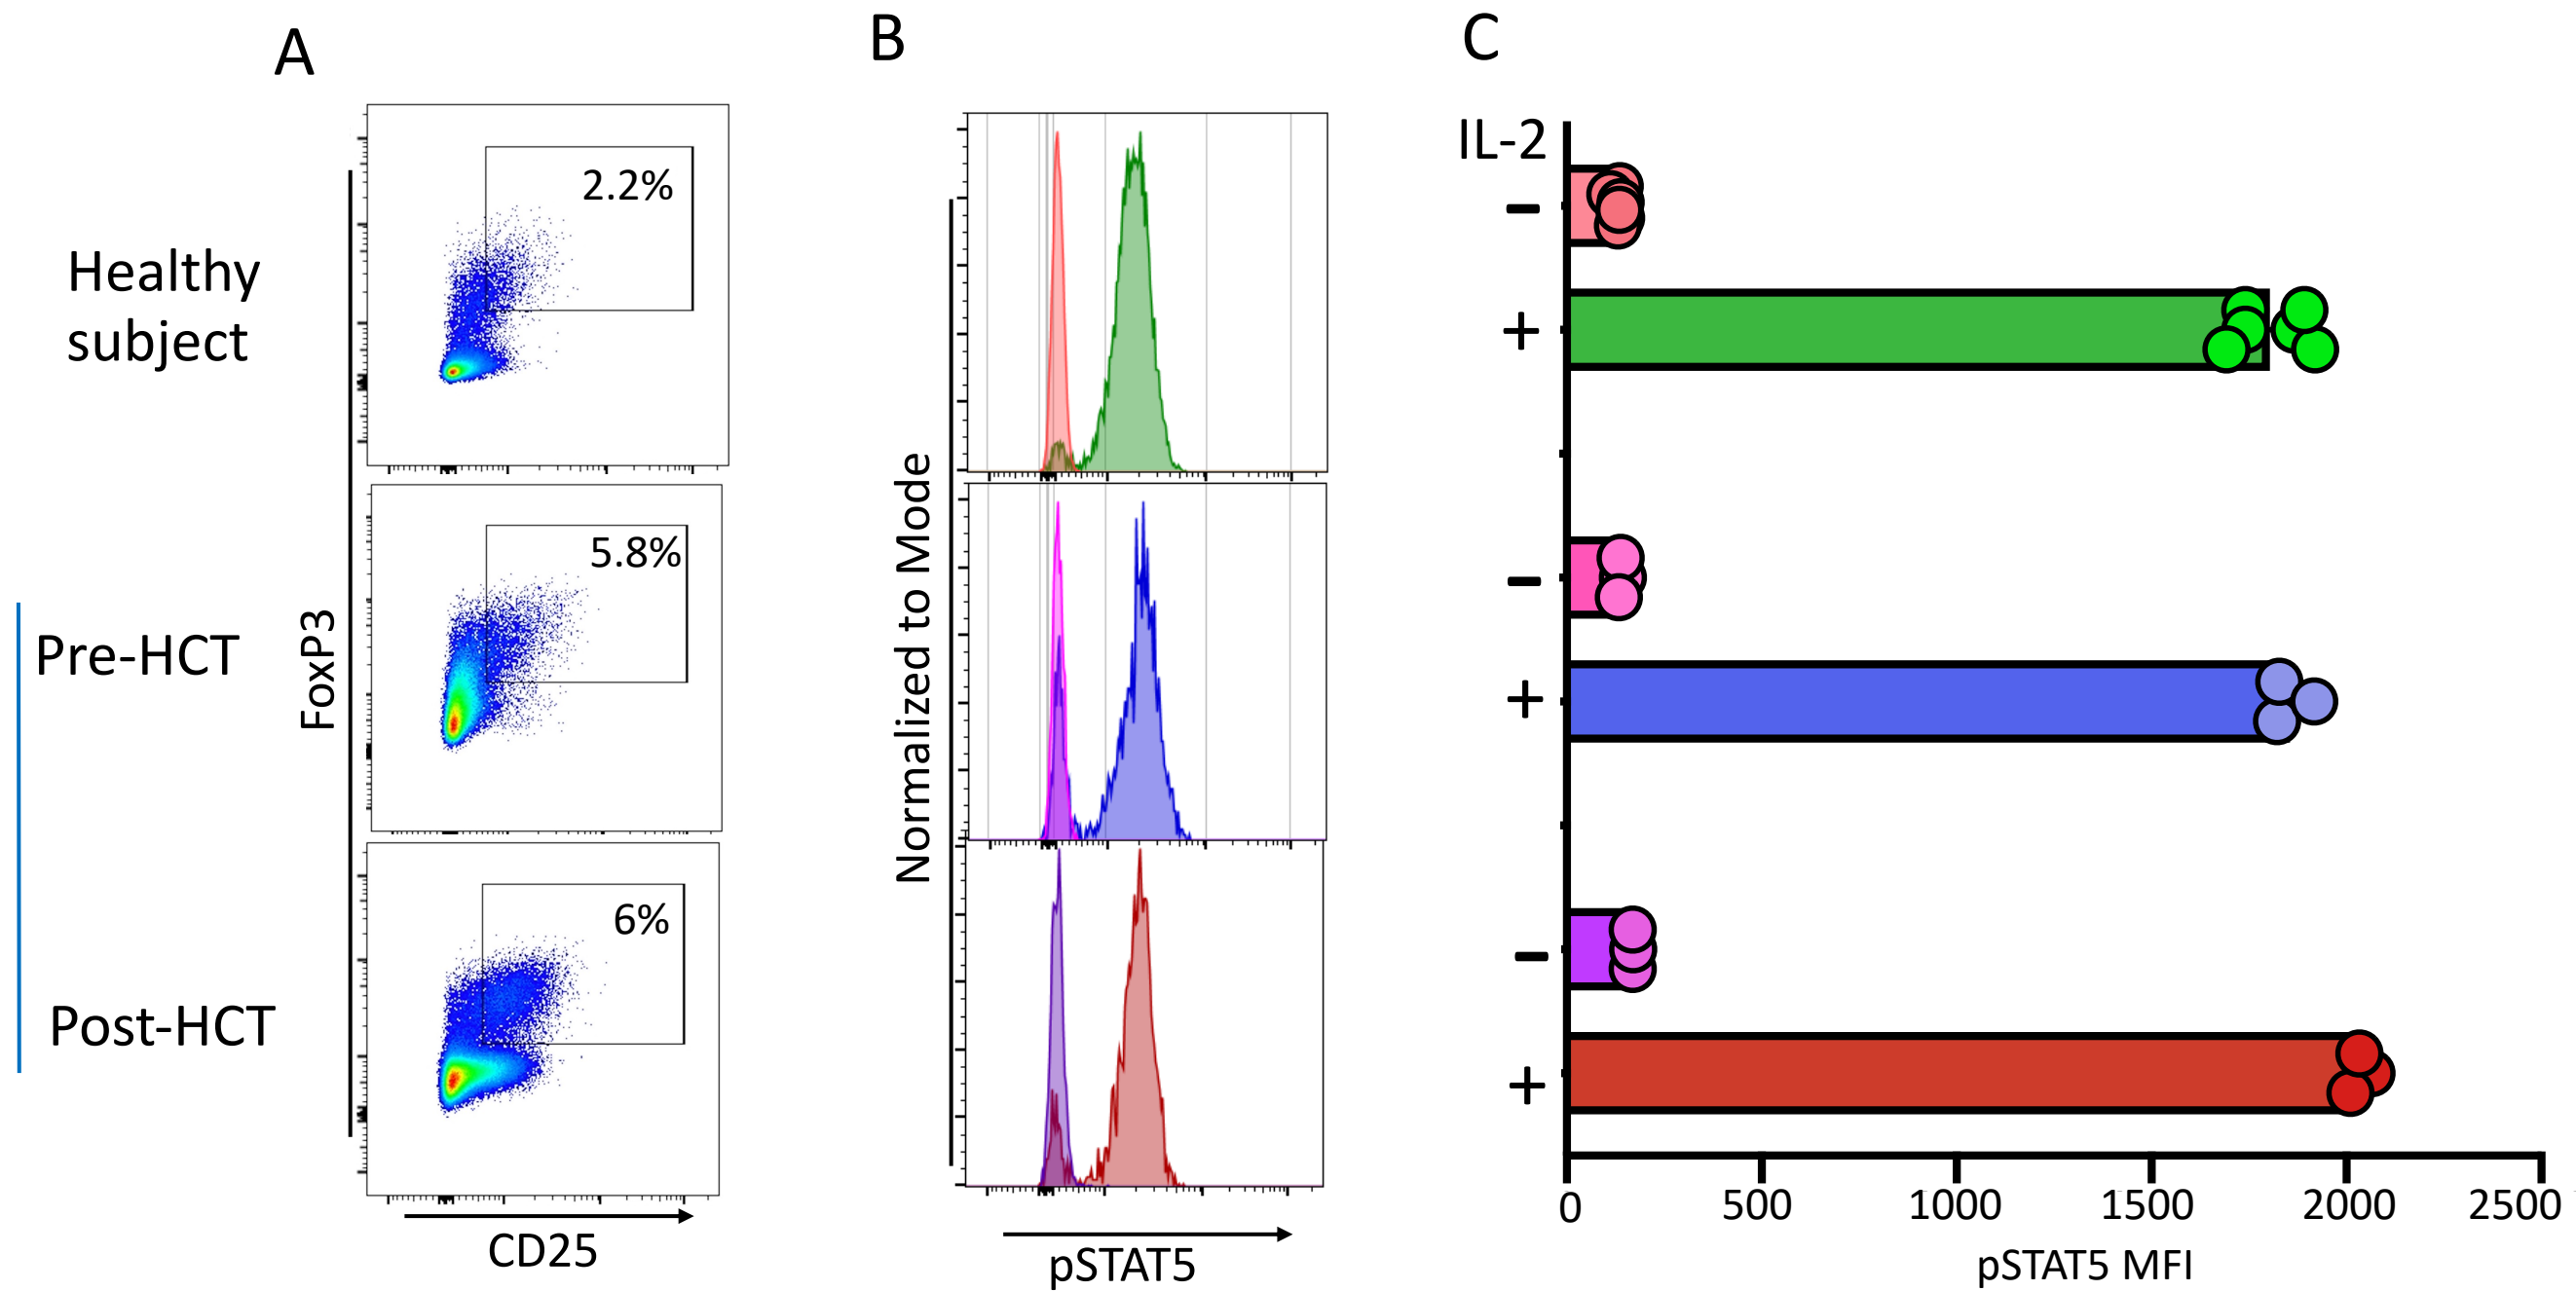 A
B
C
Healthy
subject
Pre-HCT
Post-HCT
FoxP3
2.2%
5.8%
6%
CD25
Normalized to Mode
pSTAT5
IL-2
-
+
-
+
-
+
0 500 1000 1500 2000 2500
pSTAT5 MFI